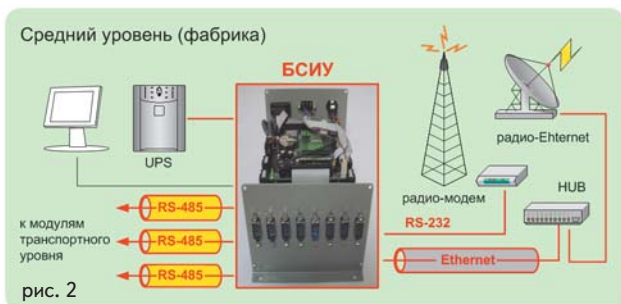 Средний уровень (фабрика)
БСИУ
UPS
радио-Ehternet
радио-модем
HUB
RS-232
RS-485
к модулям
транспортного
уровня
RS-485
RS-485
Ethernet
рис. 2